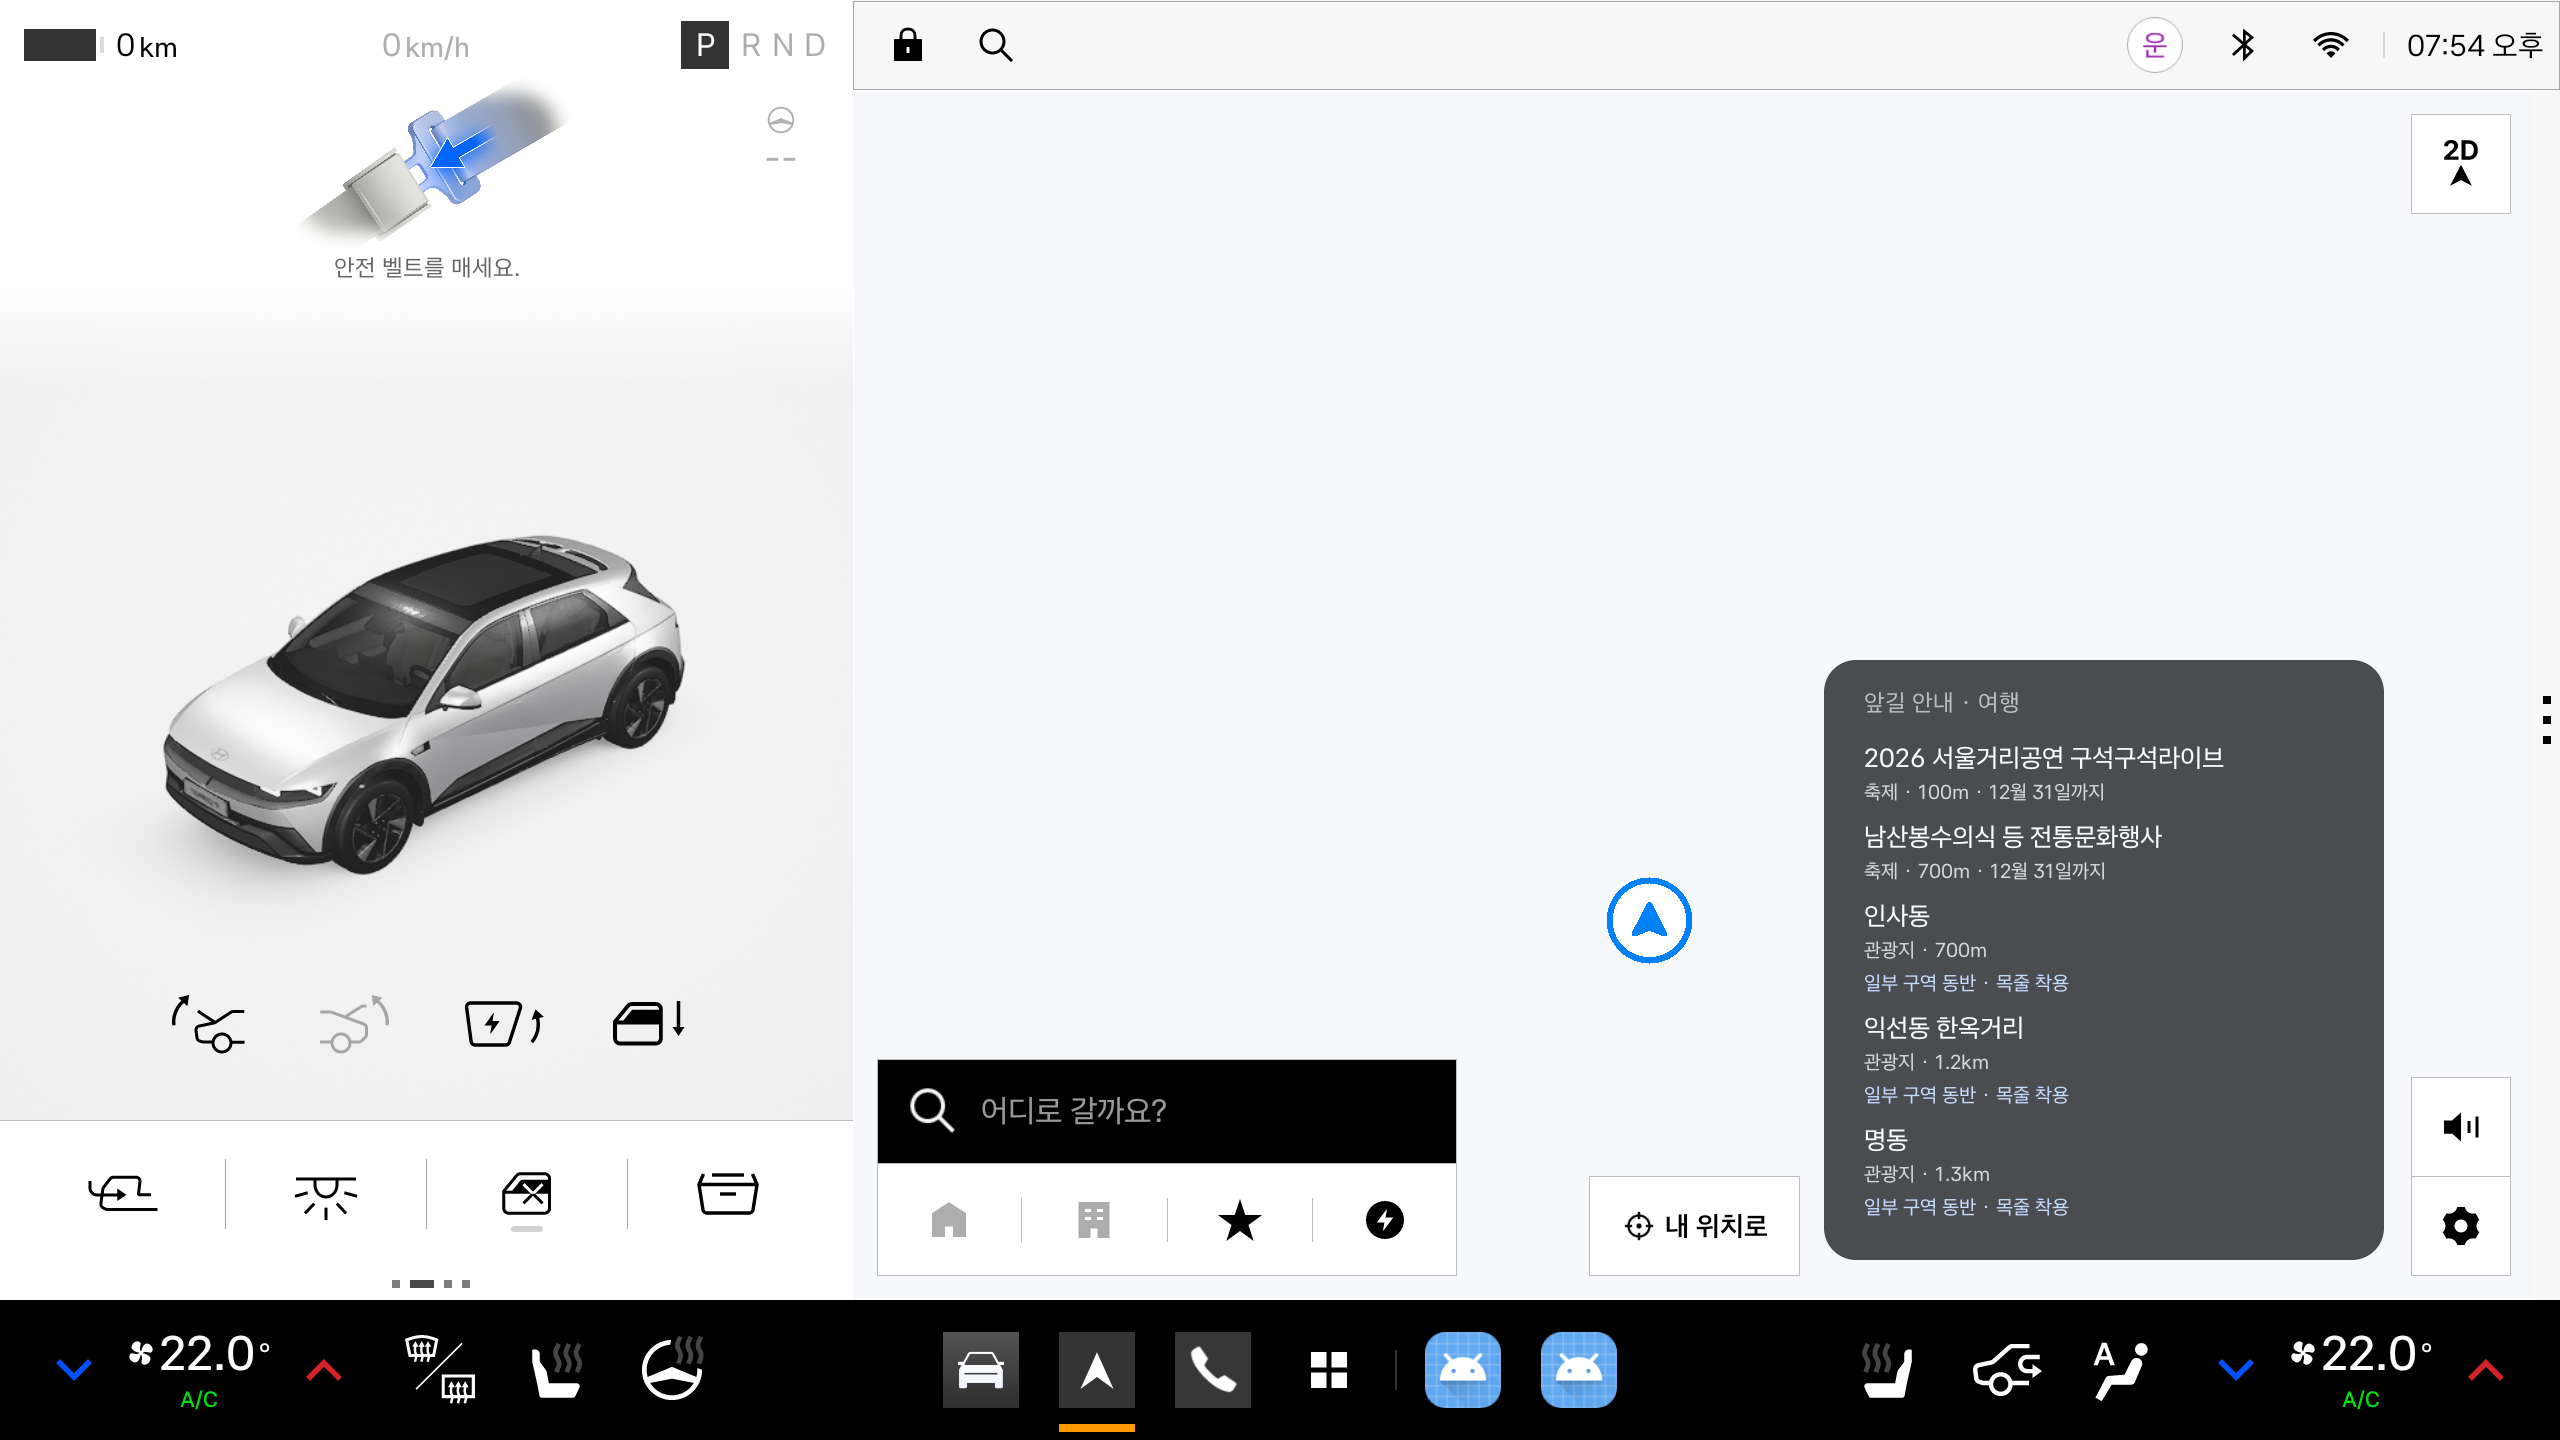 0 km
0 km/h
P R N D
운
07:54 오후
안전 벨트를 매세요.
2D
앞길 안내 · 여행
2026 서울거리공연 구석구석라이브
축제 · 100m · 12월 31일까지
남산봉수의식 등 전통문화행사
축제 · 700m · 12월 31일까지
인사동
관광지 · 700m
일부 구역 동반 · 목줄 착용
익선동 한옥거리
관광지 · 1.2km
일부 구역 동반 · 목줄 착용
명동
관광지 · 1.3km
일부 구역 동반 · 목줄 착용
어디로 갈까요?
내 위치로
22.0°
A/C
A
22.0°
A/C